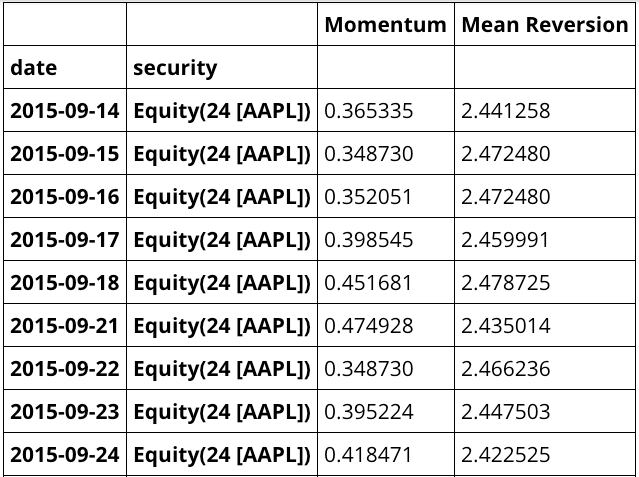 Momentum Mean Reversion
date security
2015-09-14 Equity(24 [AAPL]) 0.365335 2.441258
2015-09-15 Equity(24 [AAPL]) 0.348730 2.472480
2015-09-16 Equity(24 [AAPL]) 0.352051 2.472480
2015-09-17 Equity(24 [AAPL]) 0.398545 2.459991
2015-09-18 Equity(24 [AAPL]) 0.451681 2.478725
2015-09-21 Equity(24 [AAPL]) 0.474928 2.435014
2015-09-22 Equity(24 [AAPL]) 0.348730 2.466236
2015-09-23 Equity(24 [AAPL]) 0.395224 2.447503
2015-09-24 Equity(24 [AAPL]) 0.418471 2.422525